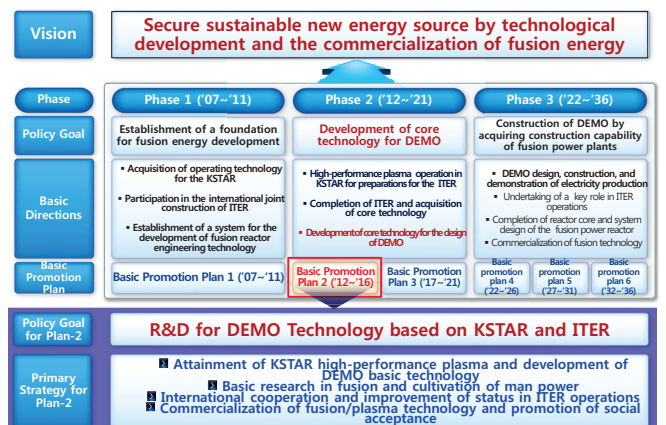 Vision
Secure sustainable new energy source by technological
development and the commercialization of fusion energy
Phase
Phase 1 ('07~'11)
Phase 2 ('12~'21)
Phase 3 ('22~'36)
Policy Goal
Establishment of a foundation
for fusion energy development
Development of core
technology for DEMO
Construction of DEMO by
acquiring construction capability
of fusion power plants
Basic
Directions
▪ Acquisition of operating technology
for the KSTAR
▪ Participation in the international joint
construction of ITER
▪ Establishment of a system for the
development of fusion reactor
engineering technology
▪ High-performance plasma operation in
KSTAR for preparations for the ITER
▪ Completion of ITER and acquisition
of core technology
▪ Development of core technology for the design
of DEMO
▪ DEMO design, construction, and
demonstration of electricity production
▪ Undertaking of a key role in ITER
operations
▪ Completion of reactor core and system
design of the fusion power reactor
▪ Commercialization of fusion technology
Basic
Promotion
Plan
Basic Promotion Plan 1 ('07~'11)
Basic Promotion
Plan 2 ('12~'16)
Basic Promotion
Plan 3 ('17~'21)
Basic
promotion
plan 4
('22~'26)
Basic
promotion
plan 5
('27~'31)
Basic
promotion
plan 6
('32~'36)
Policy Goal
for Plan-2
R&D for DEMO Technology based on KSTAR and ITER
Primary
Strategy for
Plan-2
Attainment of KSTAR high-performance plasma and development of
DEMO basic technology
Basic research in fusion and cultivation of man power
International cooperation and improvement of status in ITER operations
Commercialization of fusion/plasma technology and promotion of social
acceptance